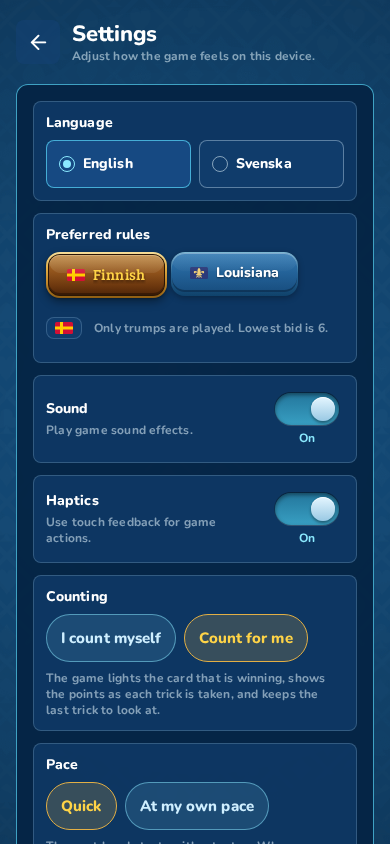 Settings
Adjust how the game feels on this device.
Language
English
Svenska
Preferred rules
Finnish
Louisiana
Only trumps are played. Lowest bid is 6.
Sound
Play game sound effects.
On
Haptics
Use touch feedback for game
actions.
On
Counting
I count myself
Count for me
The game lights the card that is winning, shows
the points as each trick is taken, and keeps the
last trick to look at.
Pace
Quick
At my own pace